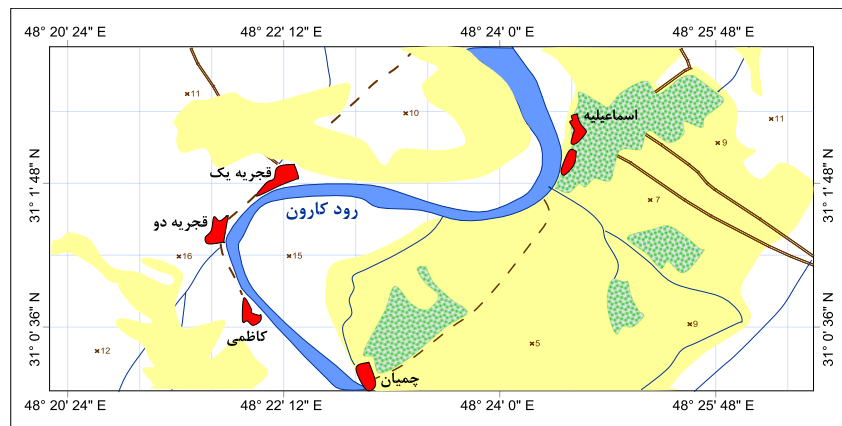 48° 20' 24" E 48° 22' 12" E 48° 24' 0" E 48° 25' 48" E
11
10
اسماعیلیه
11
9
31° 1' 48" N 31° 1' 48" N
قجریه یک
7
رود کارون
قجریه دو
16
15
31° 0' 36" N 31° 0' 36" N
کاظمی
9
5
12
چمیان
48° 20' 24" E 48° 22' 12" E 48° 24' 0" E 48° 25' 48" E